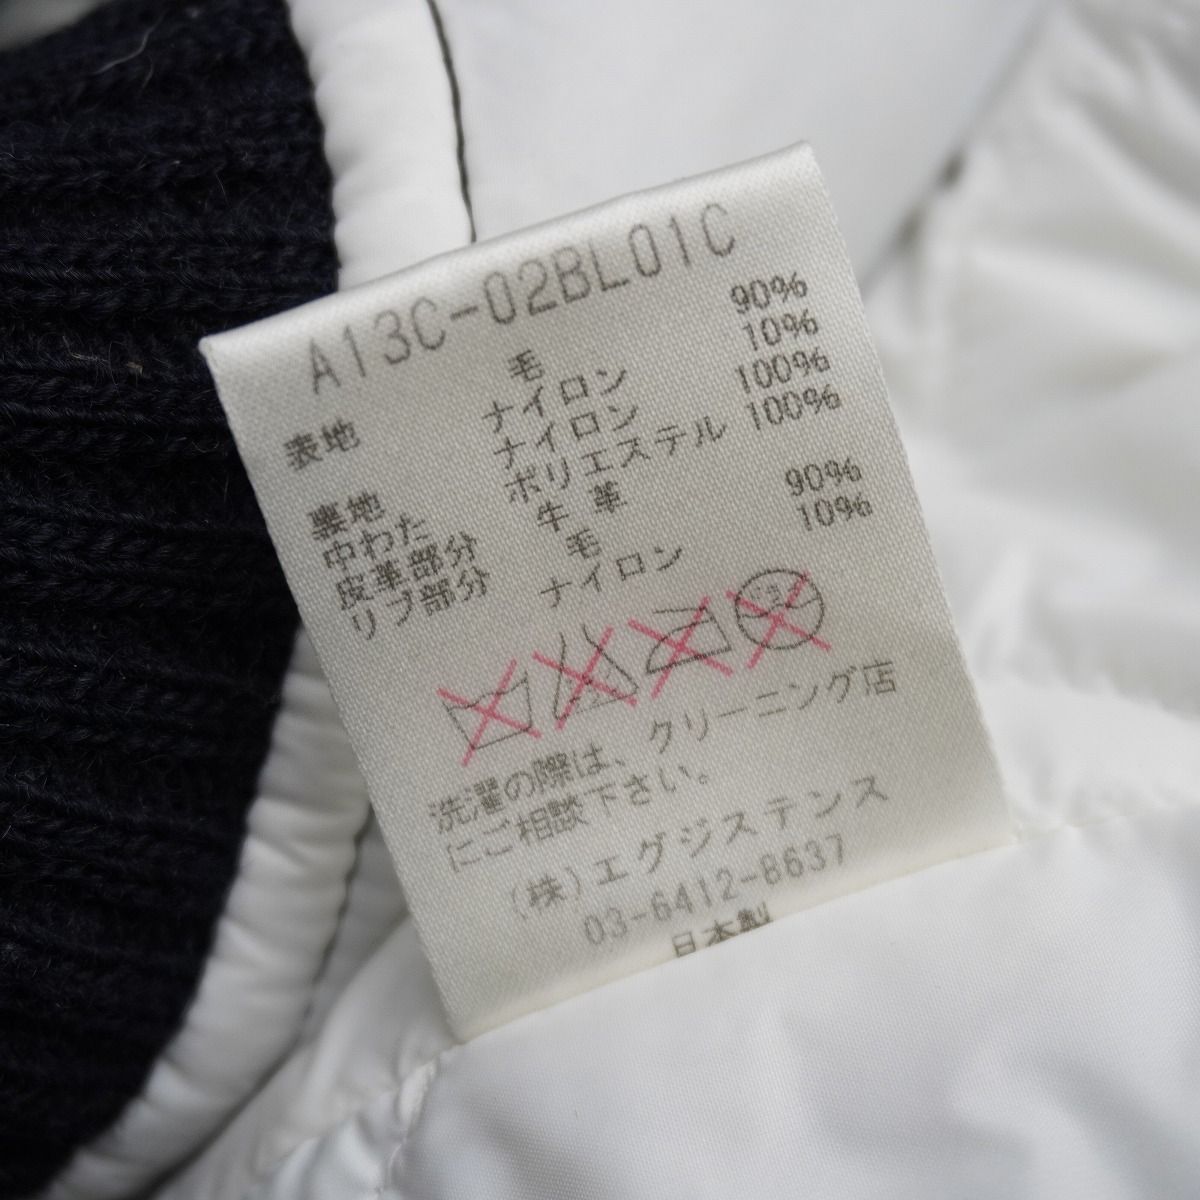 A13C-02BL01C
表地 毛 90%
ナイロン 10%
裏地 ナイロン 100%
中わた ポリエステル 100%
皮革部分 牛革
リブ部分 毛 90%
ナイロン 10%
洗濯の際は、クリーニング店
にご相談下さい。
(株)エグジステンス
03-6412-8637
日本製